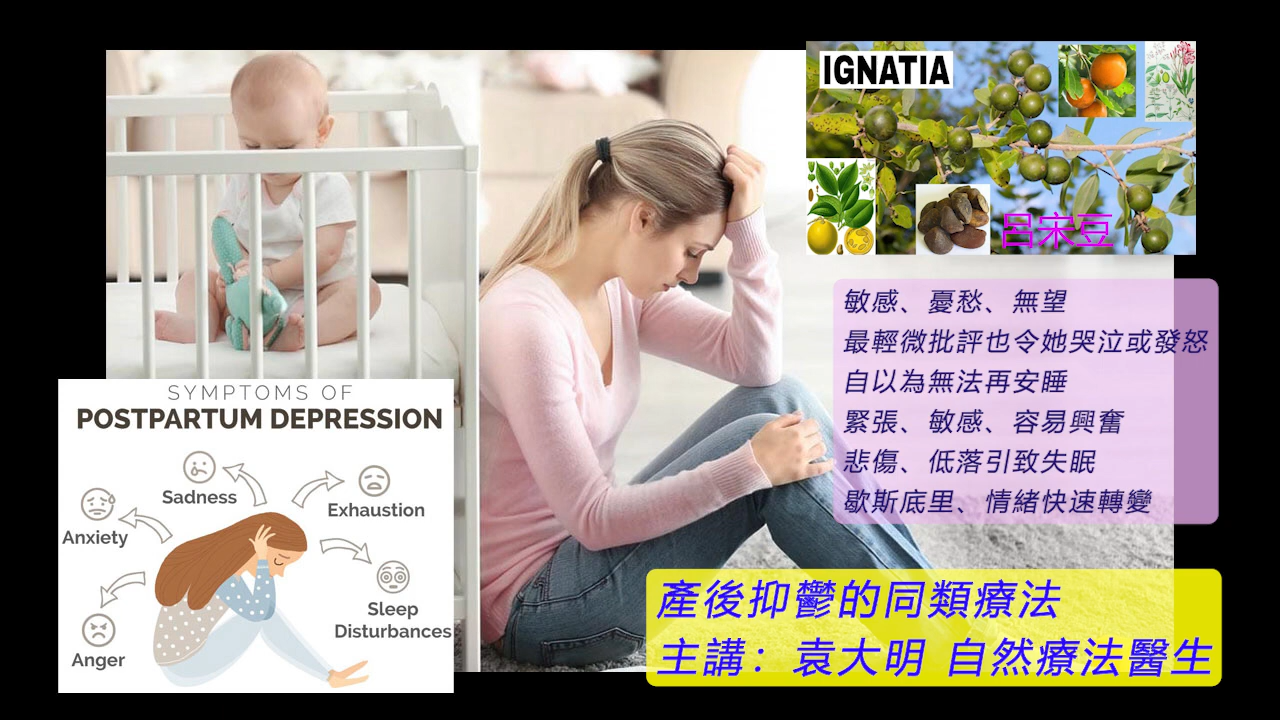 IGNATIA
呂宋豆
敏感、憂愁、無望
最輕微批評也令她哭泣或發怒
自以為無法再安睡
緊張、敏感、容易興奮
悲傷、低落引致失眠
歇斯底里、情緒快速轉變
SYMPTOMS OF
POSTPARTUM DEPRESSION
Sadness
Exhaustion
Anxiety
Sleep
Disturbances
Anger
產後抑鬱的同類療法
主講：袁大明 自然療法醫生